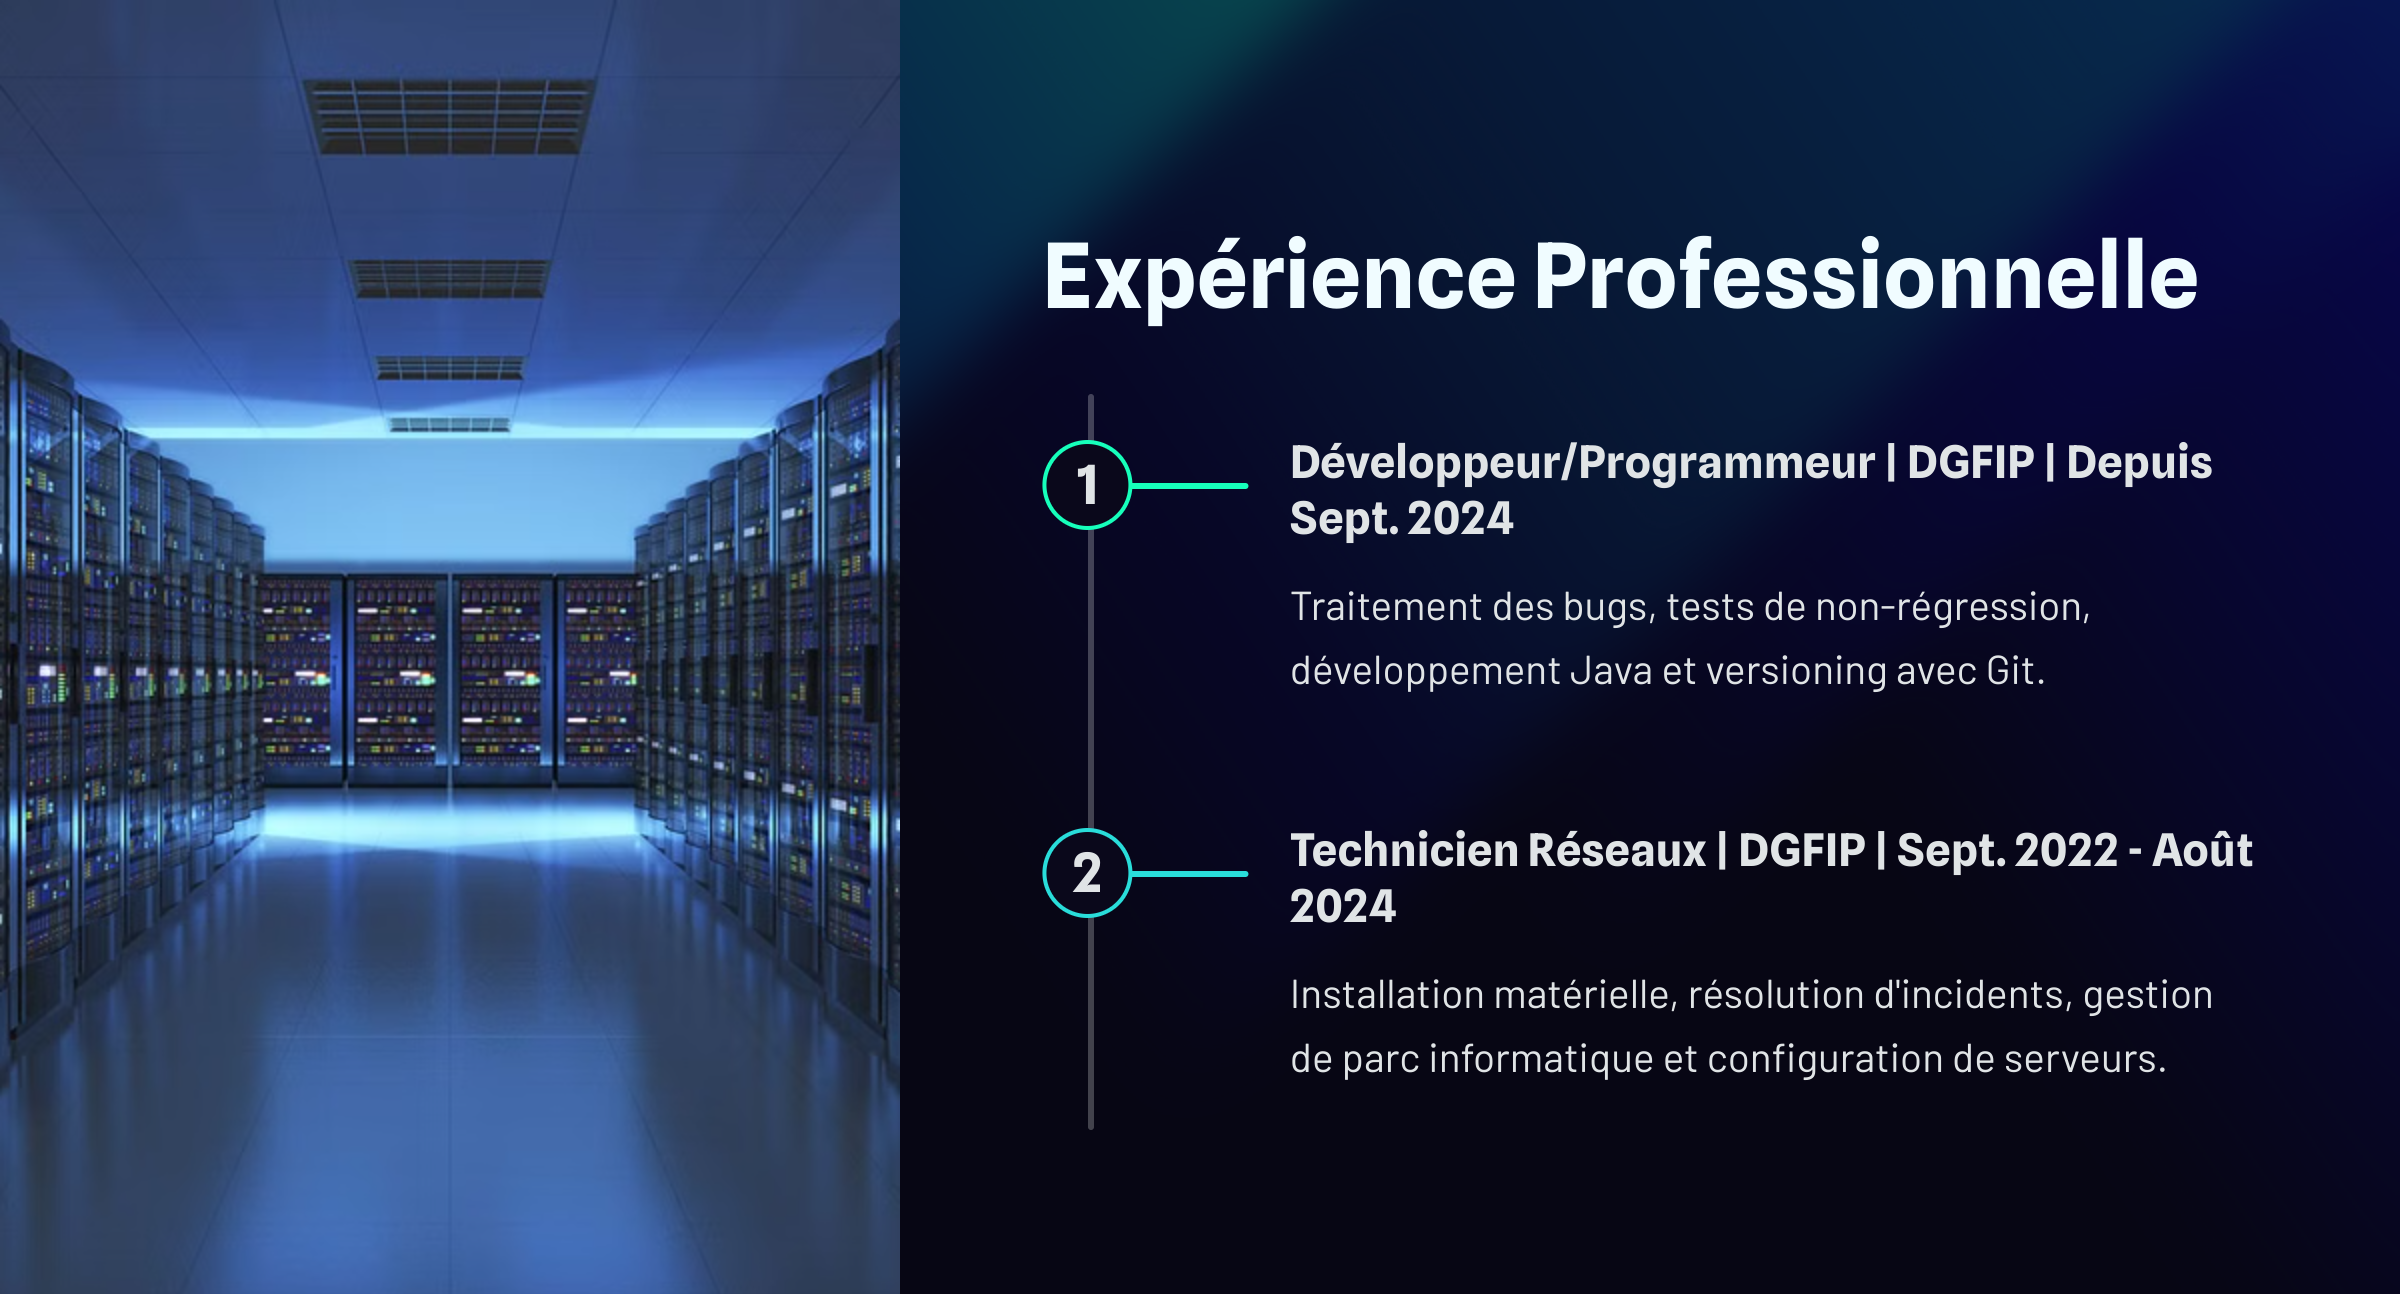 Expérience Professionnelle
1
Développeur/Programmeur | DGFIP | Depuis
Sept. 2024
Traitement des bugs, tests de non-régression,
développement Java et versioning avec Git.
2
Technicien Réseaux | DGFIP | Sept. 2022 - Août
2024
Installation matérielle, résolution d'incidents, gestion
de parc informatique et configuration de serveurs.